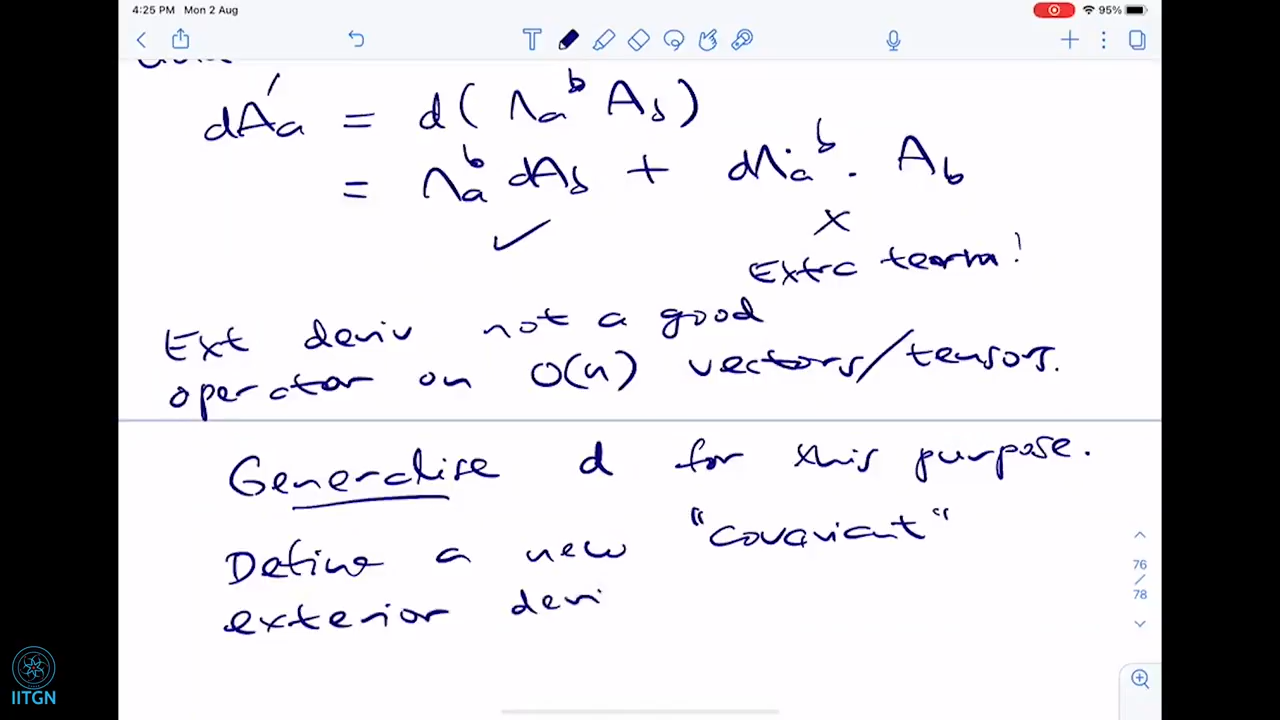 4:25 PM Mon 2 Aug
95%
dA'a = d( Λa^b Ab )
= Λa^b dAb + dΛa^b . Ab
✓ ×
Extra term!
Ext deriv not a good
operator on O(n) vectors/tensors.
Generalise d for this purpose.
Define a new "covariant"
exterior deri
76
/
78
IITGN